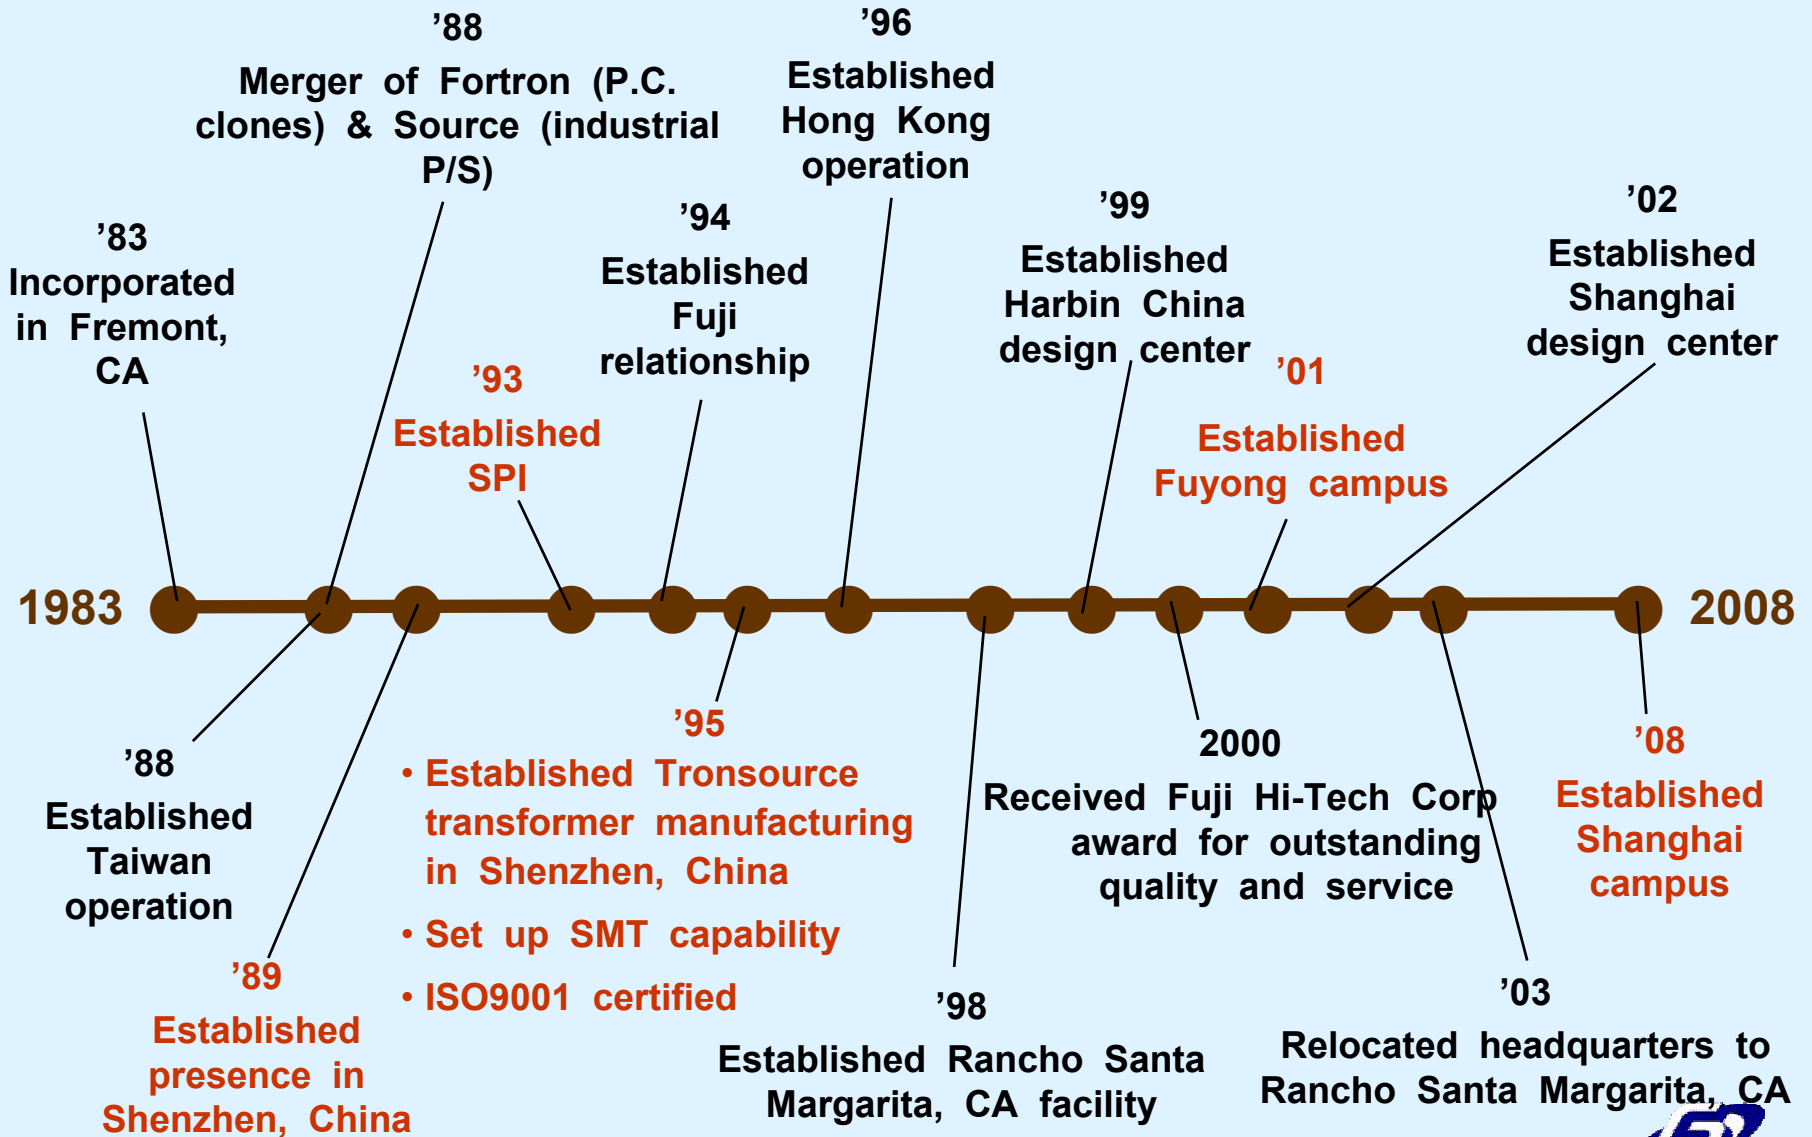 ’88
Merger of Fortron (P.C.
clones) & Source (industrial
P/S)
’96
Established
Hong Kong
operation
’83
Incorporated
in Fremont,
CA
’93
Established
SPI
’94
Established
Fuji
relationship
’99
Established
Harbin China
design center
’01
Established
Fuyong campus
’02
Established
Shanghai
design center
1983
2008
’88
Established
Taiwan
operation
’89
Established
presence in
Shenzhen, China
’95
• Established Tronsource
transformer manufacturing
in Shenzhen, China
• Set up SMT capability
• ISO9001 certified
’98
Established Rancho Santa
Margarita, CA facility
2000
Received Fuji Hi-Tech Corp
award for outstanding
quality and service
’03
Relocated headquarters to
Rancho Santa Margarita, CA
’08
Established
Shanghai
campus